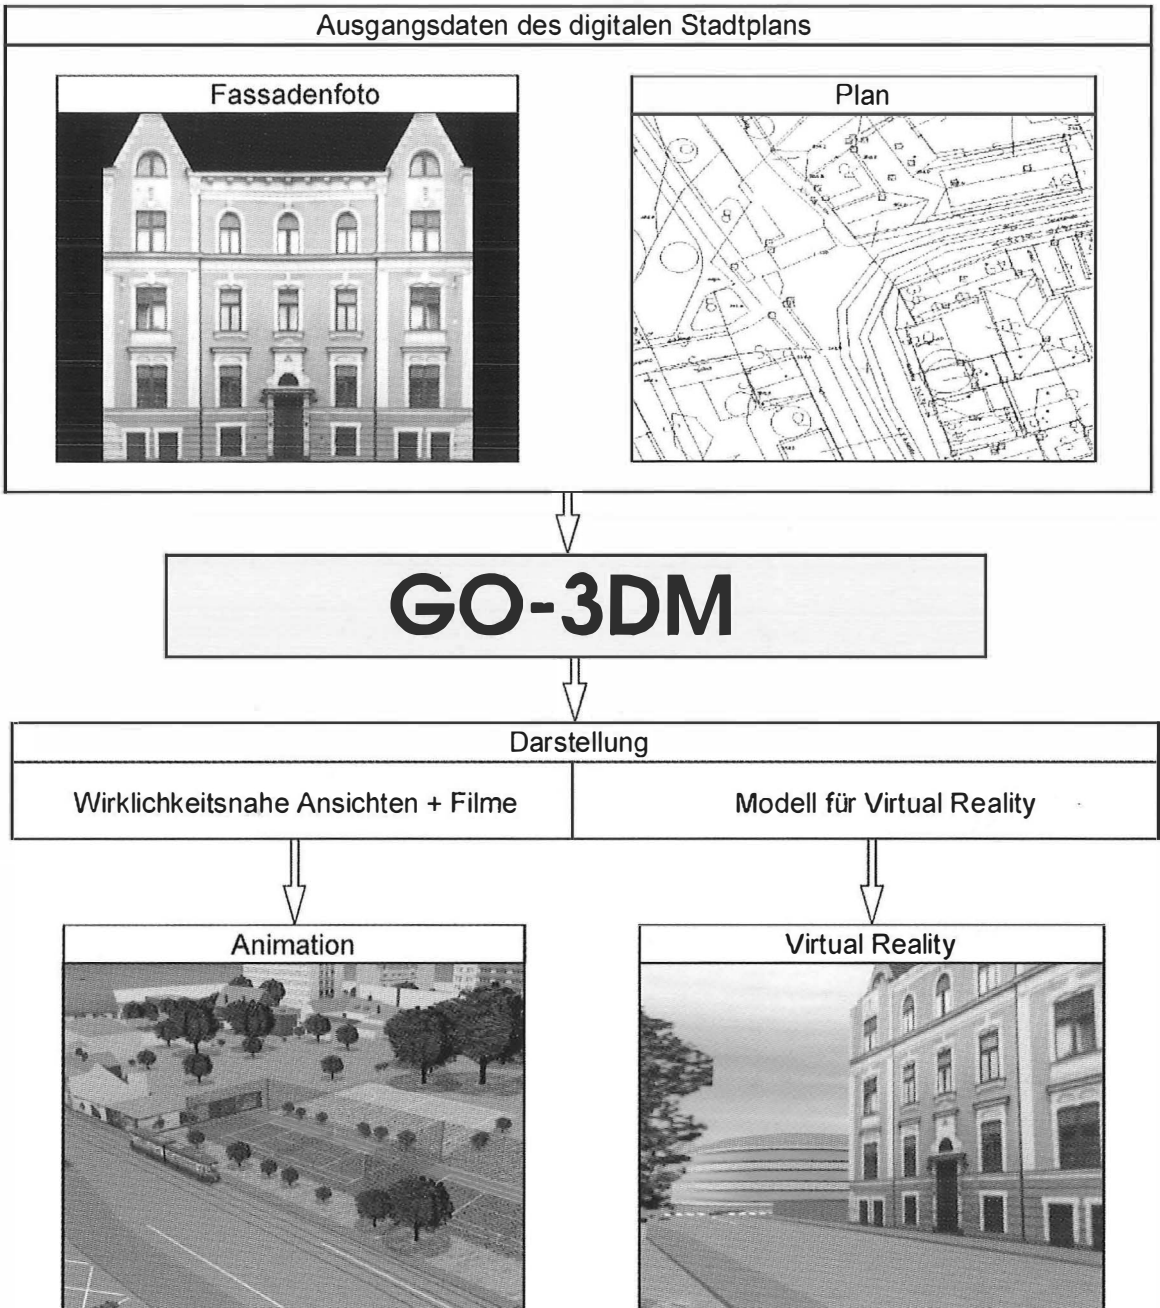 Ausgangsdaten des digitalen Stadtplans
Fassadenfoto
Plan
GO-3DM
Darstellung
Wirklichkeitsnahe Ansichten + Filme
Modell für Virtual Reality
Animation
Virtual Reality